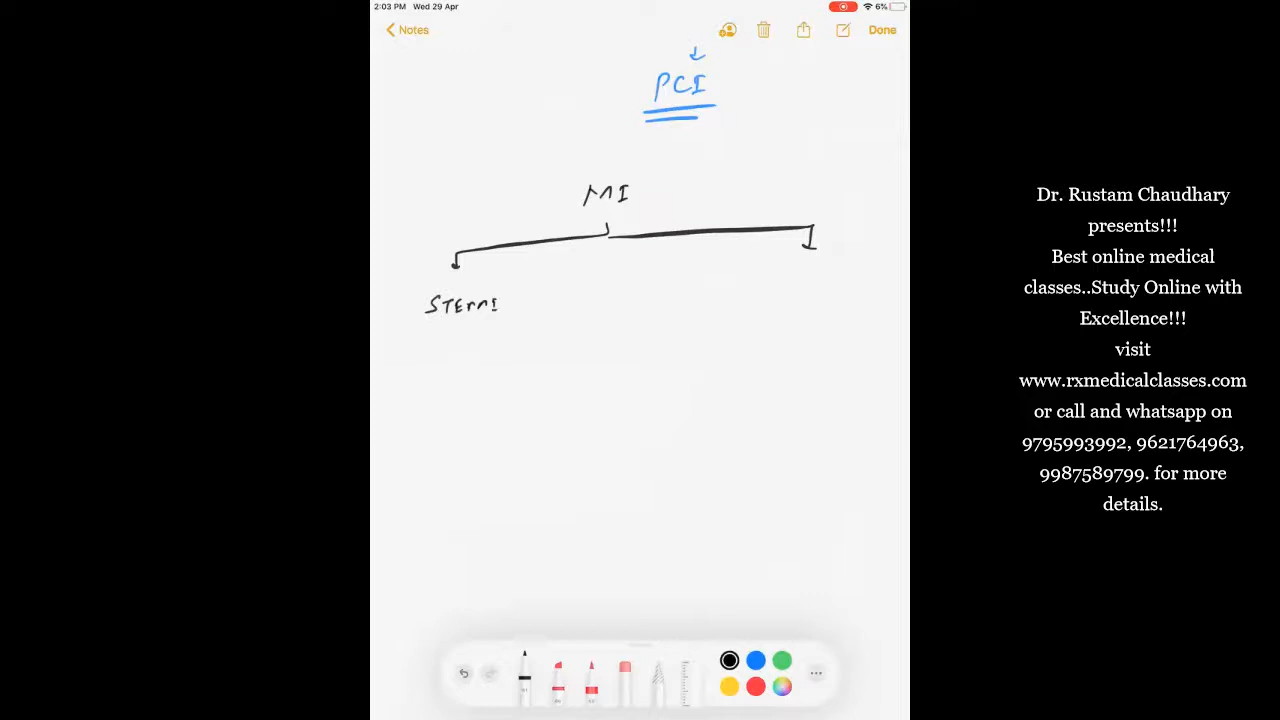 2:03 PM Wed 29 Apr
6%
Notes
Done
PCI
MI
STEMI
Dr. Rustam Chaudhary
presents!!!
Best online medical
classes..Study Online with
Excellence!!!
visit
www.rxmedicalclasses.com
or call and whatsapp on
9795993992, 9621764963,
9987589799. for more
details.